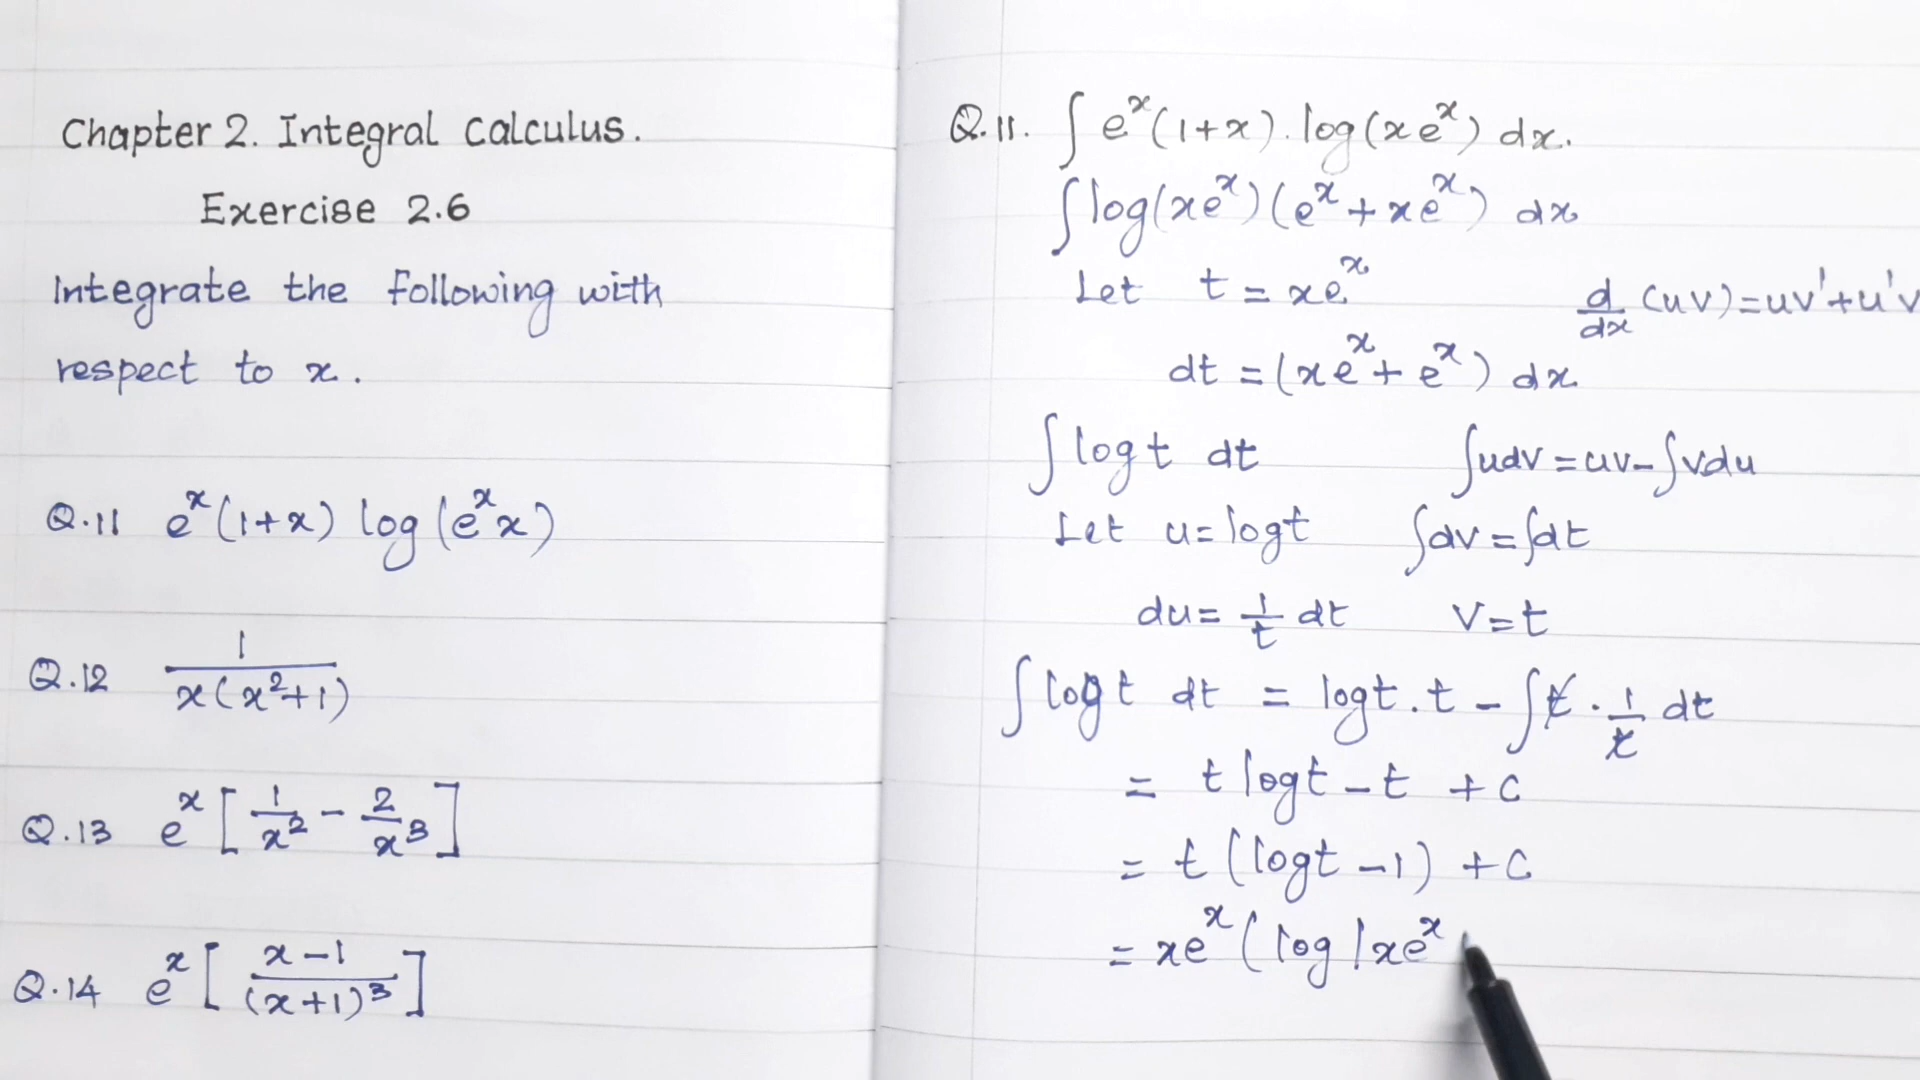 Chapter 2. Integral Calculus.
Exercise 2.6
Integrate the following with
respect to x.
Q.11 e^x (1+x) log(e^x x)
Q.12 1/(x(x^2+1))
Q.13 e^x [1/x^2 - 2/x^3]
Q.14 e^x [(x-1)/(x+1)^3]
Q.11. ∫ e^x (1+x). log(xe^x) dx.
∫ log(xe^x)(e^x + xe^x) dx
Let t = xe^x
d/dx (uv) = uv' + u'v
dt = (xe^x + e^x) dx
∫ log t dt ∫udv = uv - ∫vdu
Let u = log t ∫dv = ∫dt
du = 1/t dt v = t
∫ log t dt = log t . t - ∫ t · 1/t dt
= t log t - t + c
= t (log t - 1) + c
= xe^x (log |xe^x